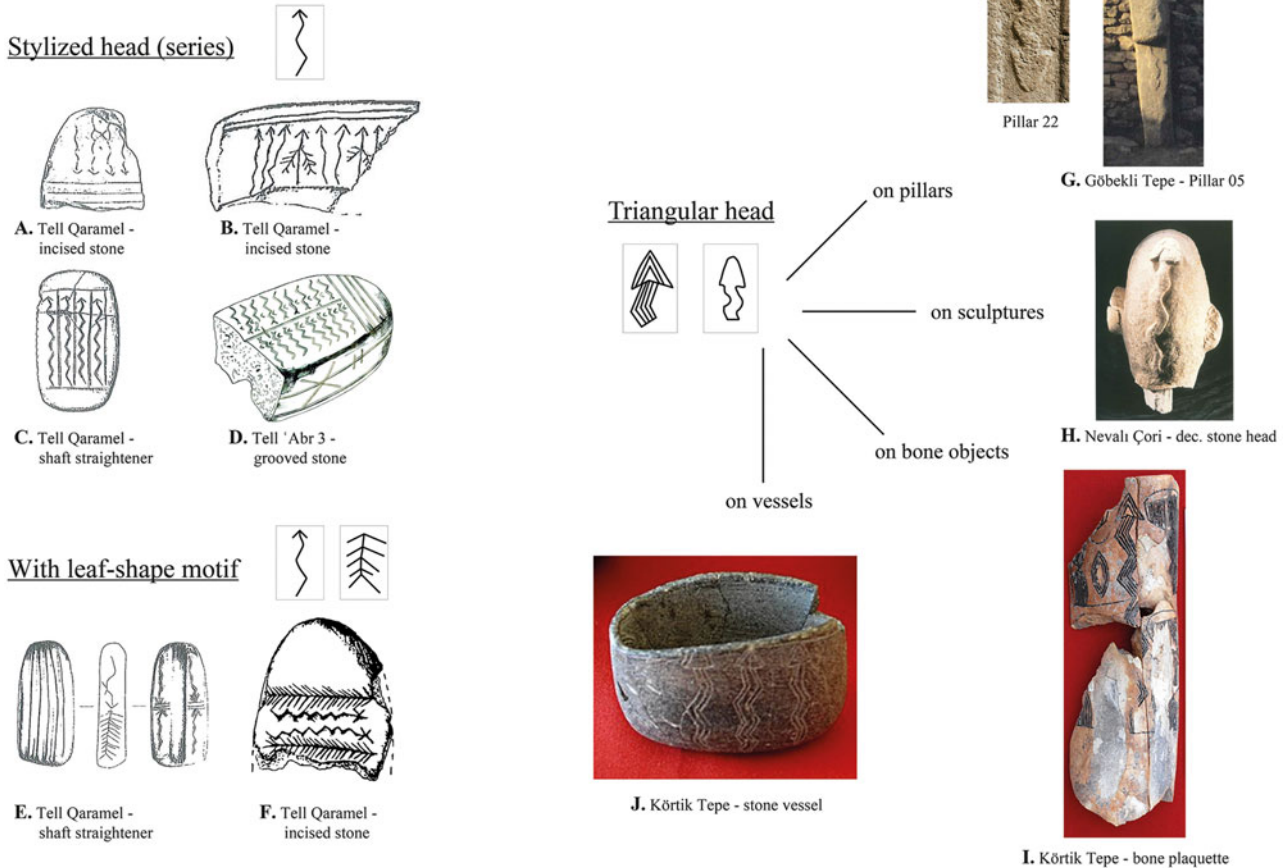 Stylized head (series)
A. Tell Qaramel -
incised stone
B. Tell Qaramel -
incised stone
C. Tell Qaramel -
shaft straightener
D. Tell ʿAbr 3 -
grooved stone
With leaf-shape motif
E. Tell Qaramel -
shaft straightener
F. Tell Qaramel -
incised stone
Triangular head
on pillars
on sculptures
on bone objects
on vessels
Pillar 22
G. Göbekli Tepe - Pillar 05
H. Nevalı Çori - dec. stone head
J. Körtik Tepe - stone vessel
I. Körtik Tepe - bone plaquette